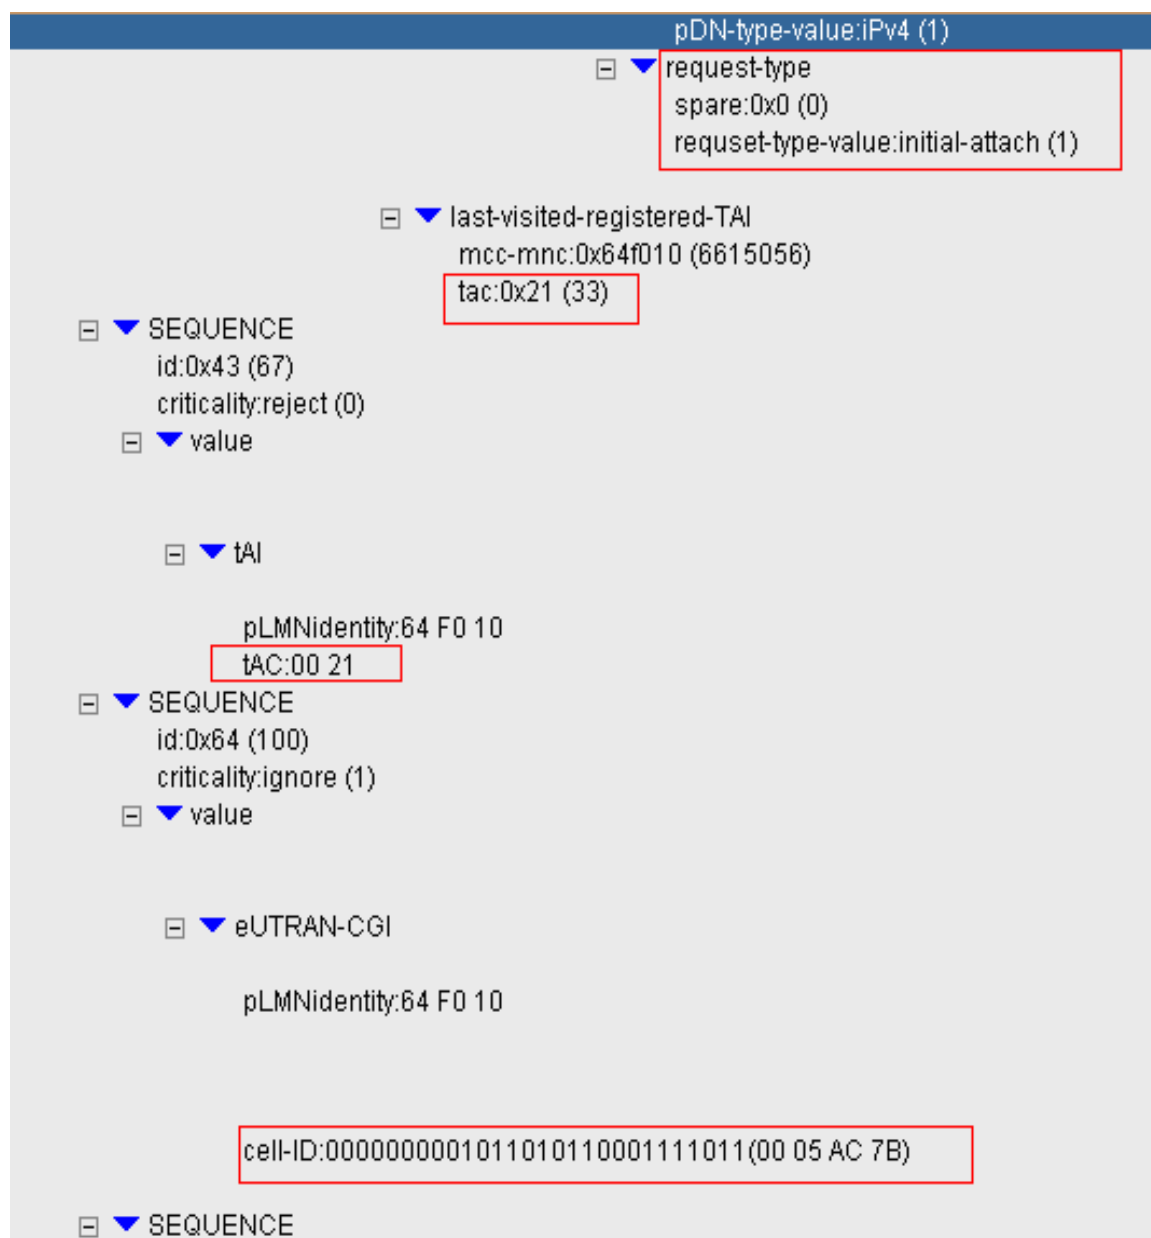 pDN-type-value:iPv4 (1)
request-type
spare:0x0 (0)
requset-type-value:initial-attach (1)
last-visited-registered-TAI
mcc-mnc:0x64f010 (6615056)
tac:0x21 (33)
SEQUENCE
id:0x43 (67)
criticality:reject (0)
value
tAI
pLMNidentity:64 F0 10
tAC:00 21
SEQUENCE
id:0x64 (100)
criticality:ignore (1)
value
eUTRAN-CGI
pLMNidentity:64 F0 10
cell-ID:0000000001011010110001111011(00 05 AC 7B)
SEQUENCE